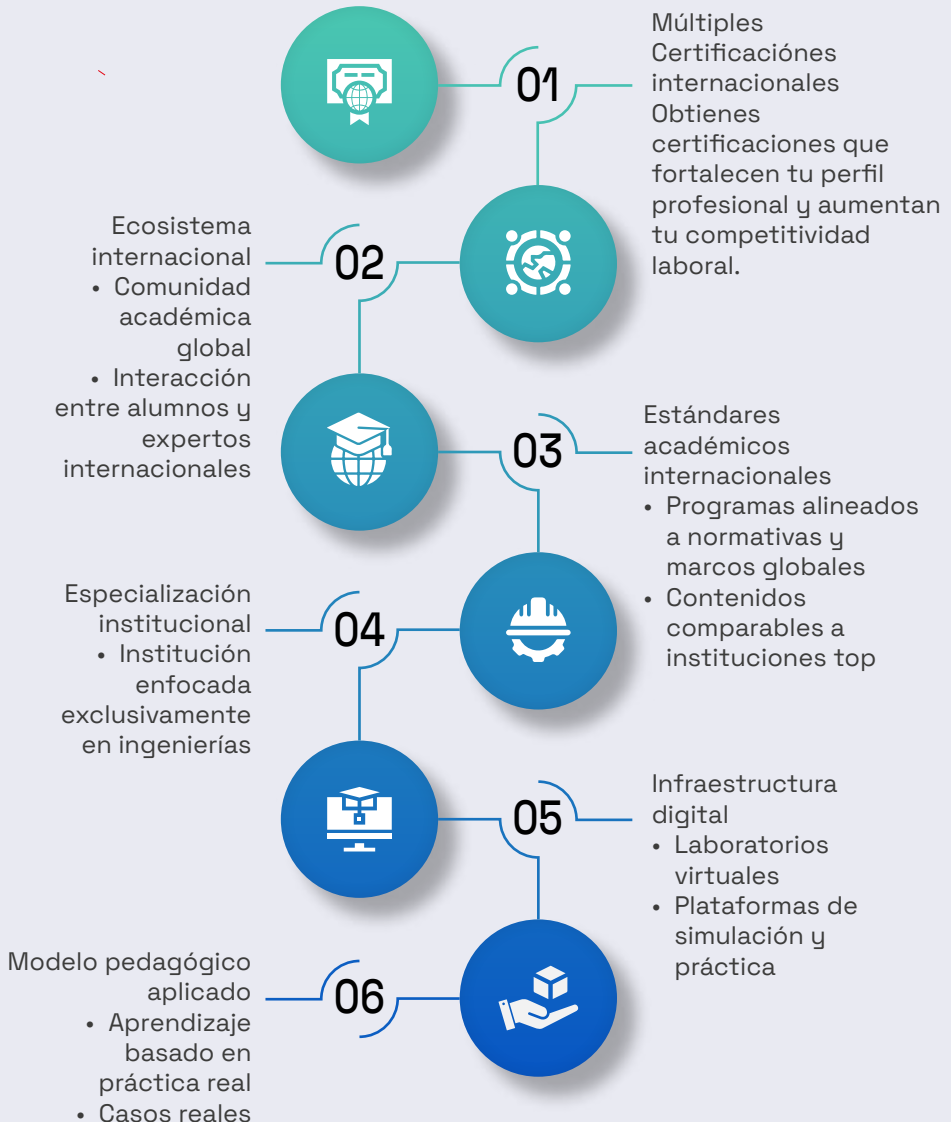 01
Múltiples
Certificaciónes
internacionales
Obtienes
certificaciones que
fortalecen tu perfil
profesional y aumentan
tu competitividad
laboral.
02
Ecosistema
internacional
• Comunidad
académica
global
• Interacción
entre alumnos y
expertos
internacionales
03
Estándares
académicos
internacionales
• Programas alineados
a normativas y
marcos globales
• Contenidos
comparables a
instituciones top
04
Especialización
institucional
• Institución
enfocada
exclusivamente
en ingenierías
05
Infraestructura
digital
• Laboratorios
virtuales
• Plataformas de
simulación y
práctica
06
Modelo pedagógico
aplicado
• Aprendizaje
basado en
práctica real
• Casos reales